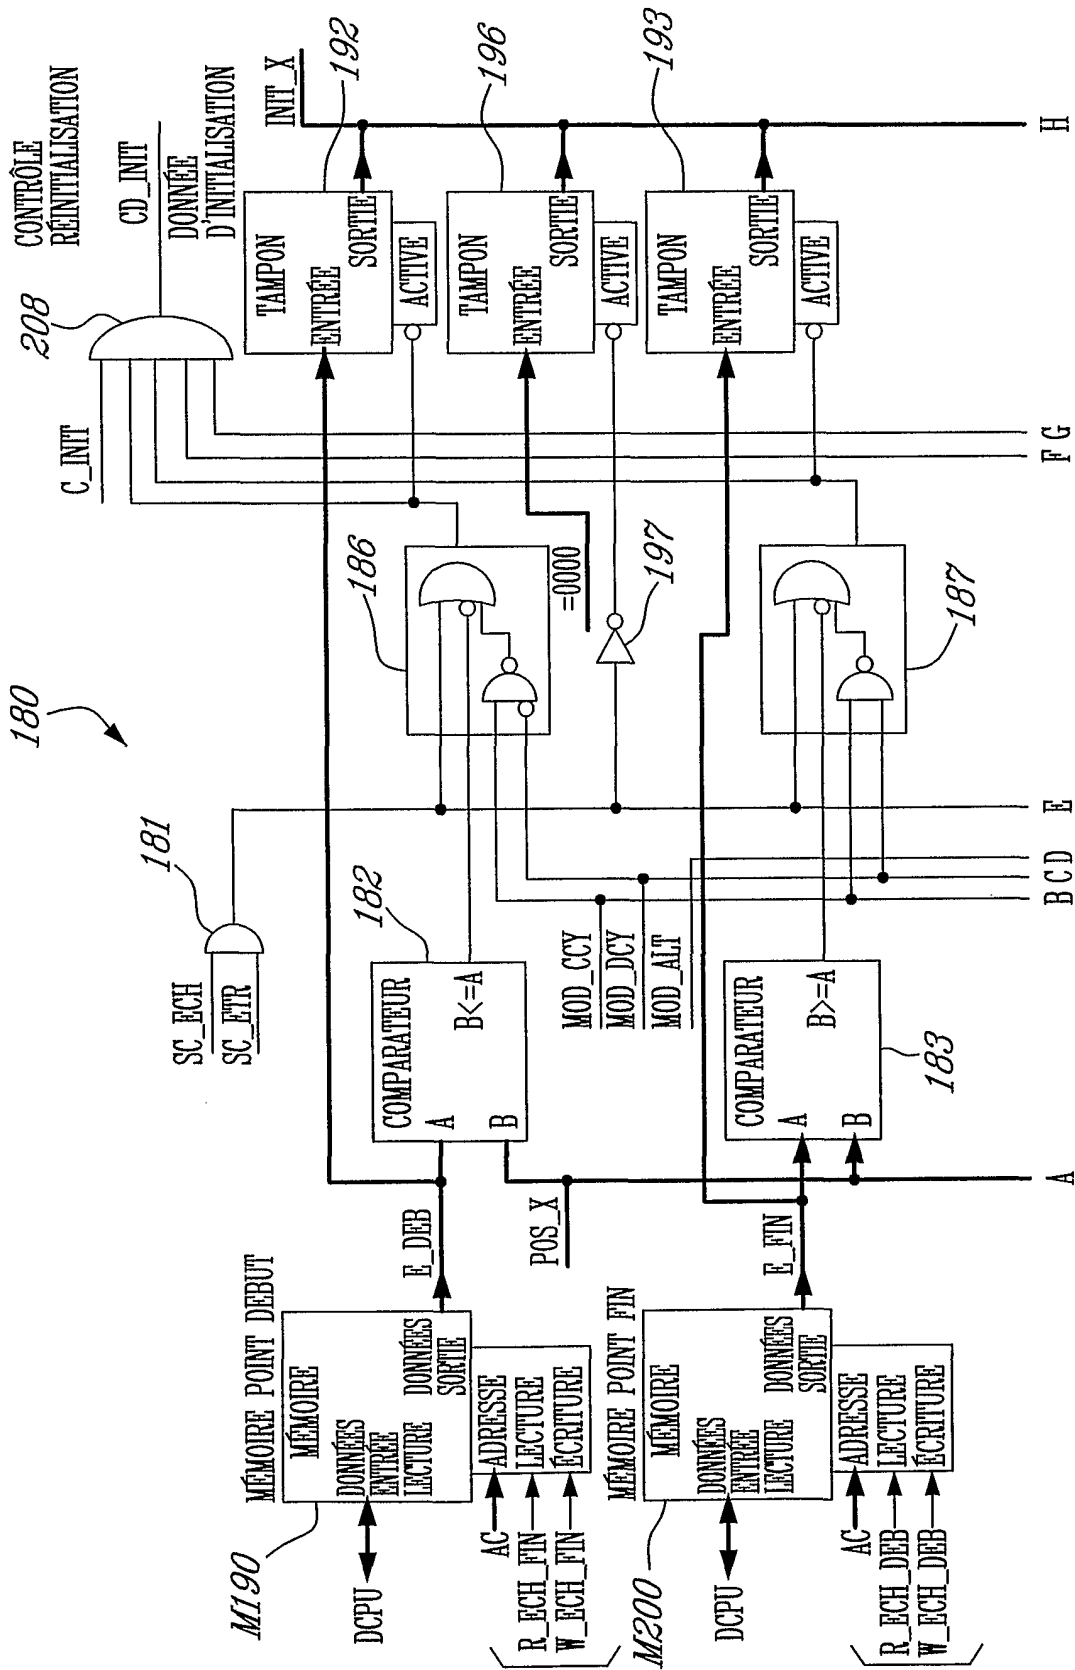 180
MÉMOIRE POINT DEBUT
M190
MÉMOIRE
DONNÉES
ENTRÉE
LECTURE
DONNÉES
SORTIE
DCPU
ADRESSE
LECTURE
ÉCRITURE
AC
R_ECH_FIN
W_ECH_FIN
E_DEB
POS_X
MÉMOIRE POINT FIN
M200
MÉMOIRE
DONNÉES
ENTRÉE
LECTURE
DONNÉES
SORTIE
DCPU
ADRESSE
LECTURE
ÉCRITURE
AC
R_ECH_DEB
W_ECH_DEB
E_FIN
SC_ECH
SC_ETR
181
COMPARATEUR
A
B
B<=A
182
MOD_CCY
MOD_DCY
MOD_ALT
COMPARATEUR
A
B
B>=A
183
186
=0000
197
187
C_INIT
208
CONTRÔLE
RÉINITIALISATION
CD_INIT
DONNÉE
D'INITIALISATION
TAMPON
ENTRÉE
SORTIE
ACTIVE
192
INIT_X
TAMPON
ENTRÉE
SORTIE
ACTIVE
196
TAMPON
ENTRÉE
SORTIE
ACTIVE
193
A
B C D
E
F G
H